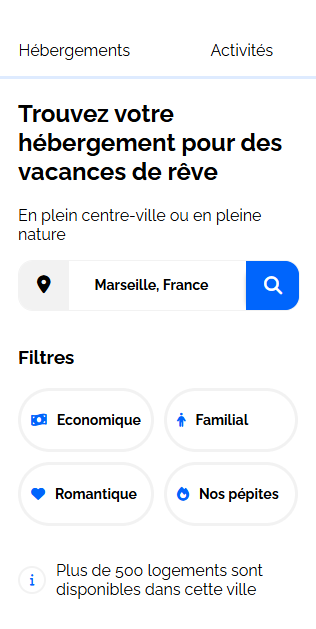 Hébergements Activités
Trouvez votre
hébergement pour des
vacances de rêve
En plein centre-ville ou en pleine
nature
Marseille, France
Filtres
Economique Familial
Romantique Nos pépites
Plus de 500 logements sont
disponibles dans cette ville